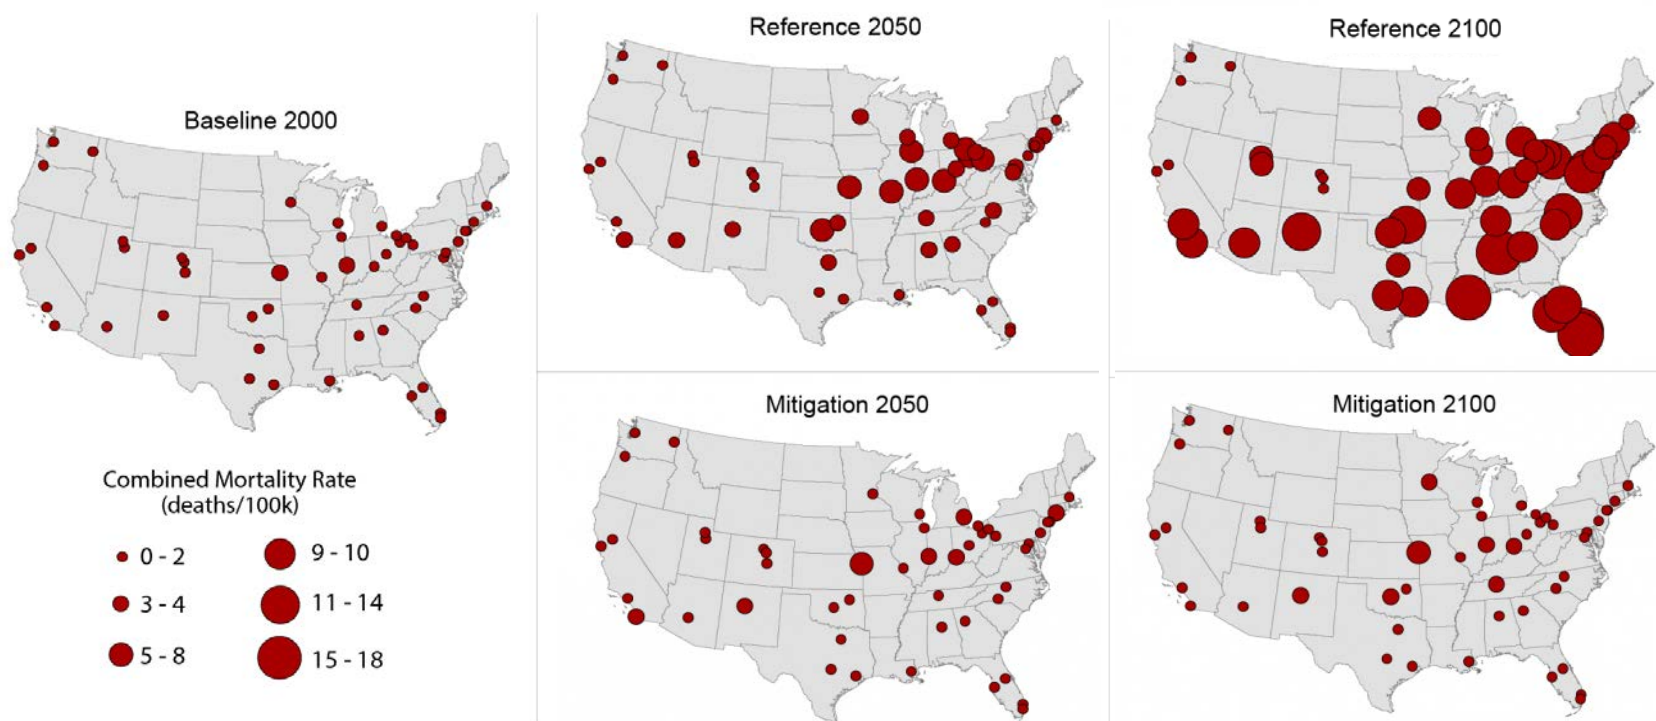 Reference 2050
Reference 2100
Baseline 2000
Mitigation 2050
Mitigation 2100
Combined Mortality Rate
(deaths/100k)
0 - 2
3 - 4
5 - 8
9 - 10
11 - 14
15 - 18